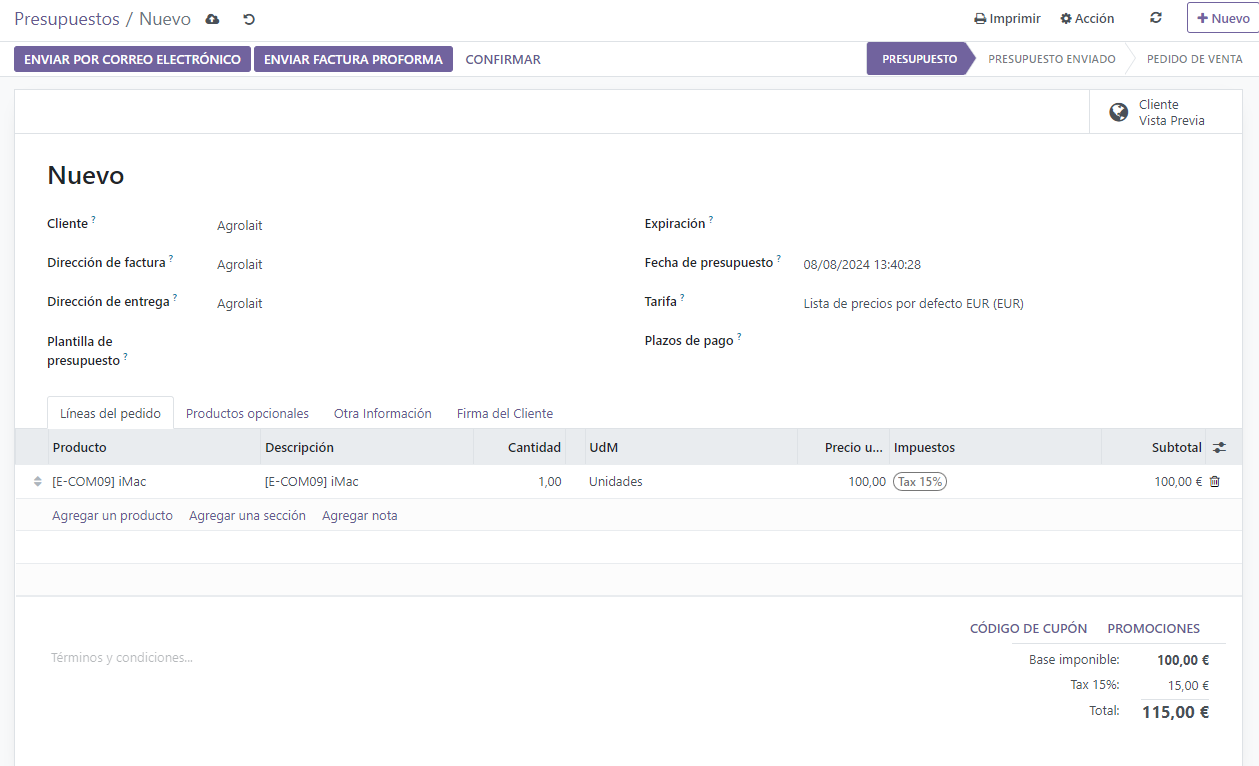 Presupuestos / Nuevo
Imprimir
Acción
Nuevo
ENVIAR POR CORREO ELECTRÓNICO
ENVIAR FACTURA PROFORMA
CONFIRMAR
PRESUPUESTO
PRESUPUESTO ENVIADO
PEDIDO DE VENTA
Cliente
Vista Previa
Nuevo
Cliente ?
Agrolait
Dirección de factura ?
Agrolait
Dirección de entrega ?
Agrolait
Plantilla de
presupuesto ?
Expiración ?
Fecha de presupuesto ?
08/08/2024 13:40:28
Tarifa ?
Lista de precios por defecto EUR (EUR)
Plazos de pago ?
Líneas del pedido
Productos opcionales
Otra Información
Firma del Cliente
Producto
Descripción
Cantidad
UdM
Precio u...
Impuestos
Subtotal
[E-COM09] iMac
[E-COM09] iMac
1,00
Unidades
100,00
Tax 15%
100,00 €
Agregar un producto
Agregar una sección
Agregar nota
CÓDIGO DE CUPÓN
PROMOCIONES
Términos y condiciones...
Base imponible:
100,00 €
Tax 15%:
15,00 €
Total:
115,00 €